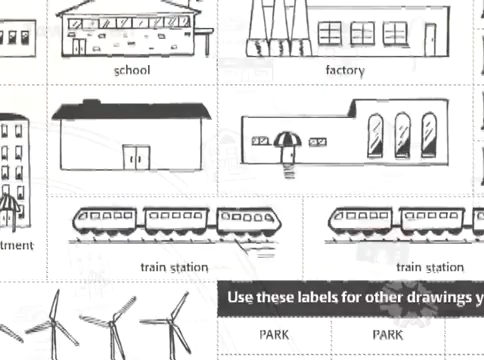 school
factory
tment
train station
train station
Use these labels for other drawings y
PARK
PARK